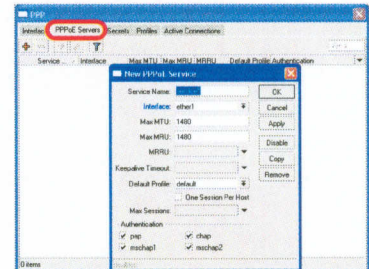 PPP
Interface PPPoE Servers Secrets Profiles Active Connections
Service ... Interface Max MTU Max MRU MRRU Default Profile Authentication
New PPPoE Service
Service Name:
Interface: ether1
Max MTU: 1480
Max MRU: 1480
MRRU:
Keepalive Timeout:
Default Profile: default
One Session Per Host
Max Sessions:
Authentication
pap chap
mschap1 mschap2
OK
Cancel
Apply
Disable
Copy
Remove
0 items